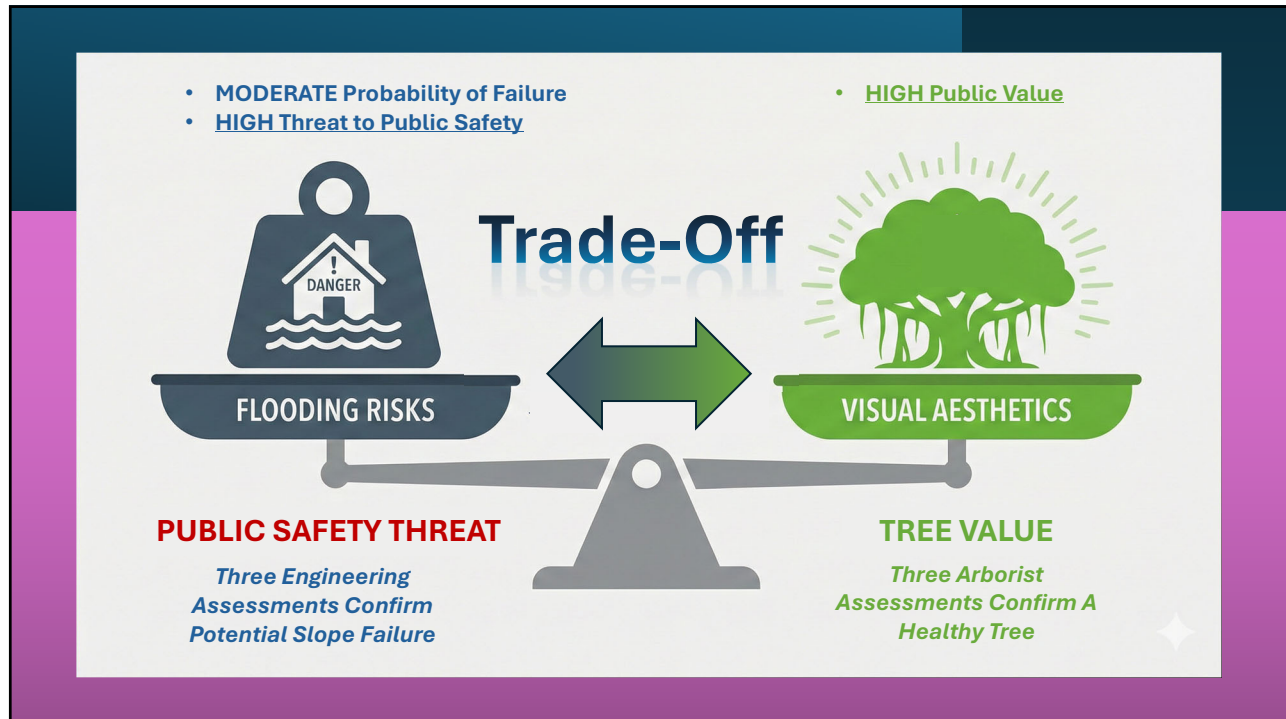 • MODERATE Probability of Failure
• HIGH Threat to Public Safety
• HIGH Public Value
Trade-Off
!
DANGER
FLOODING RISKS
VISUAL AESTHETICS
PUBLIC SAFETY THREAT
Three Engineering
Assessments Confirm
Potential Slope Failure
TREE VALUE
Three Arborist
Assessments Confirm A
Healthy Tree